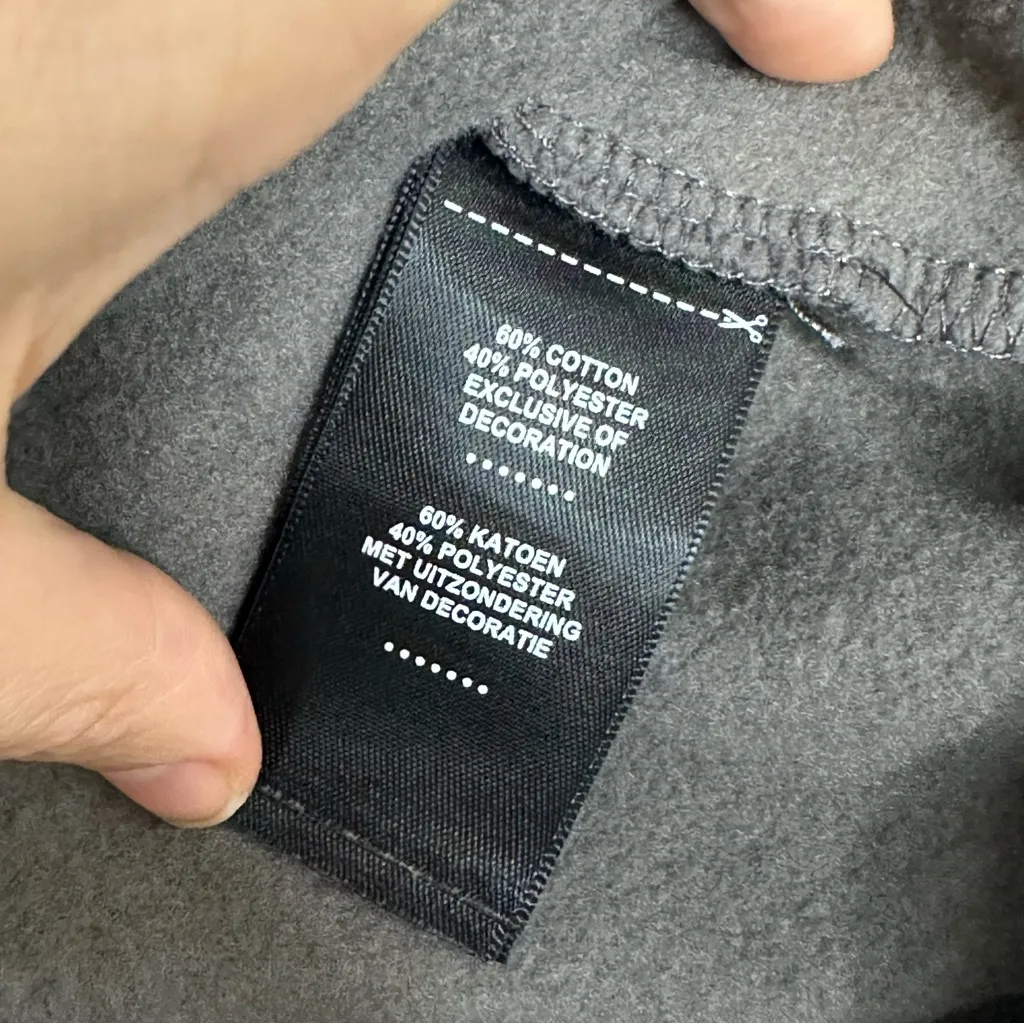 60% COTTON
40% POLYESTER
EXCLUSIVE OF
DECORATION
.......
60% KATOEN
40% POLYESTER
MET UITZONDERING
VAN DECORATIE
.......